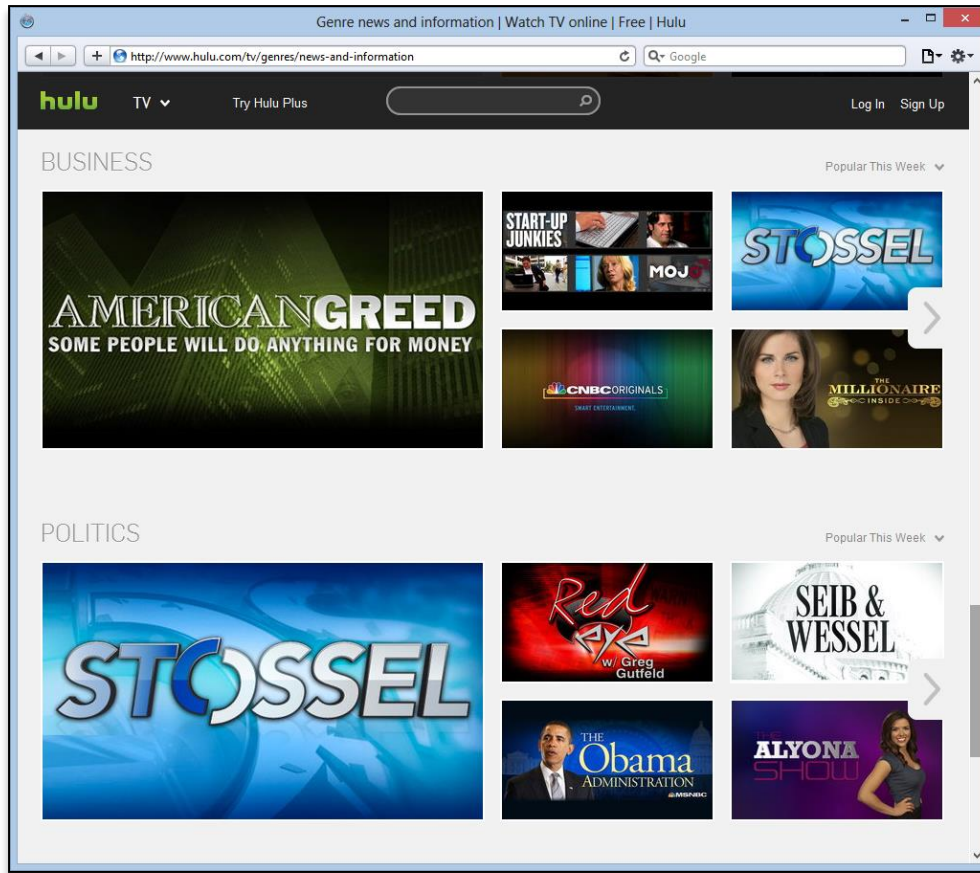 Genre news and information | Watch TV online | Free | Hulu
http://www.hulu.com/tv/genres/news-and-information
Google
hulu
TV
Try Hulu Plus
Log In
Sign Up
BUSINESS
Popular This Week
AMERICANGREED
SOME PEOPLE WILL DO ANYTHING FOR MONEY
START-UP
JUNKIES
MOJO
STOSSEL
CNBCORIGINALS
SMART ENTERTAINMENT.
THE
MILLIONAIRE
INSIDE
POLITICS
Popular This Week
STOSSEL
Red
eye
w/ Greg
Gutfeld
SEIB &
WESSEL
THE
Obama
ADMINISTRATION
MSNBC
THE
ALYONA
SHOW